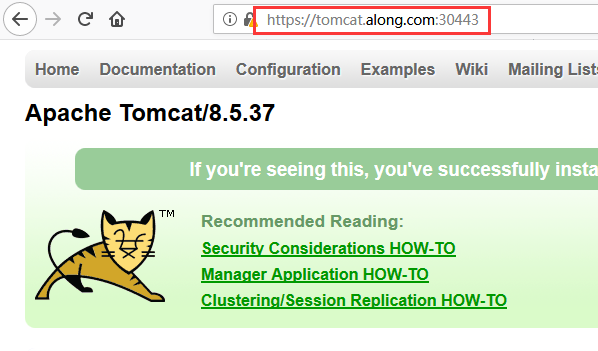 https://tomcat.along.com:30443
Home Documentation Configuration Examples Wiki Mailing Lists
Apache Tomcat/8.5.37
If you're seeing this, you've successfully insta
TM
Recommended Reading:
Security Considerations HOW-TO
Manager Application HOW-TO
Clustering/Session Replication HOW-TO